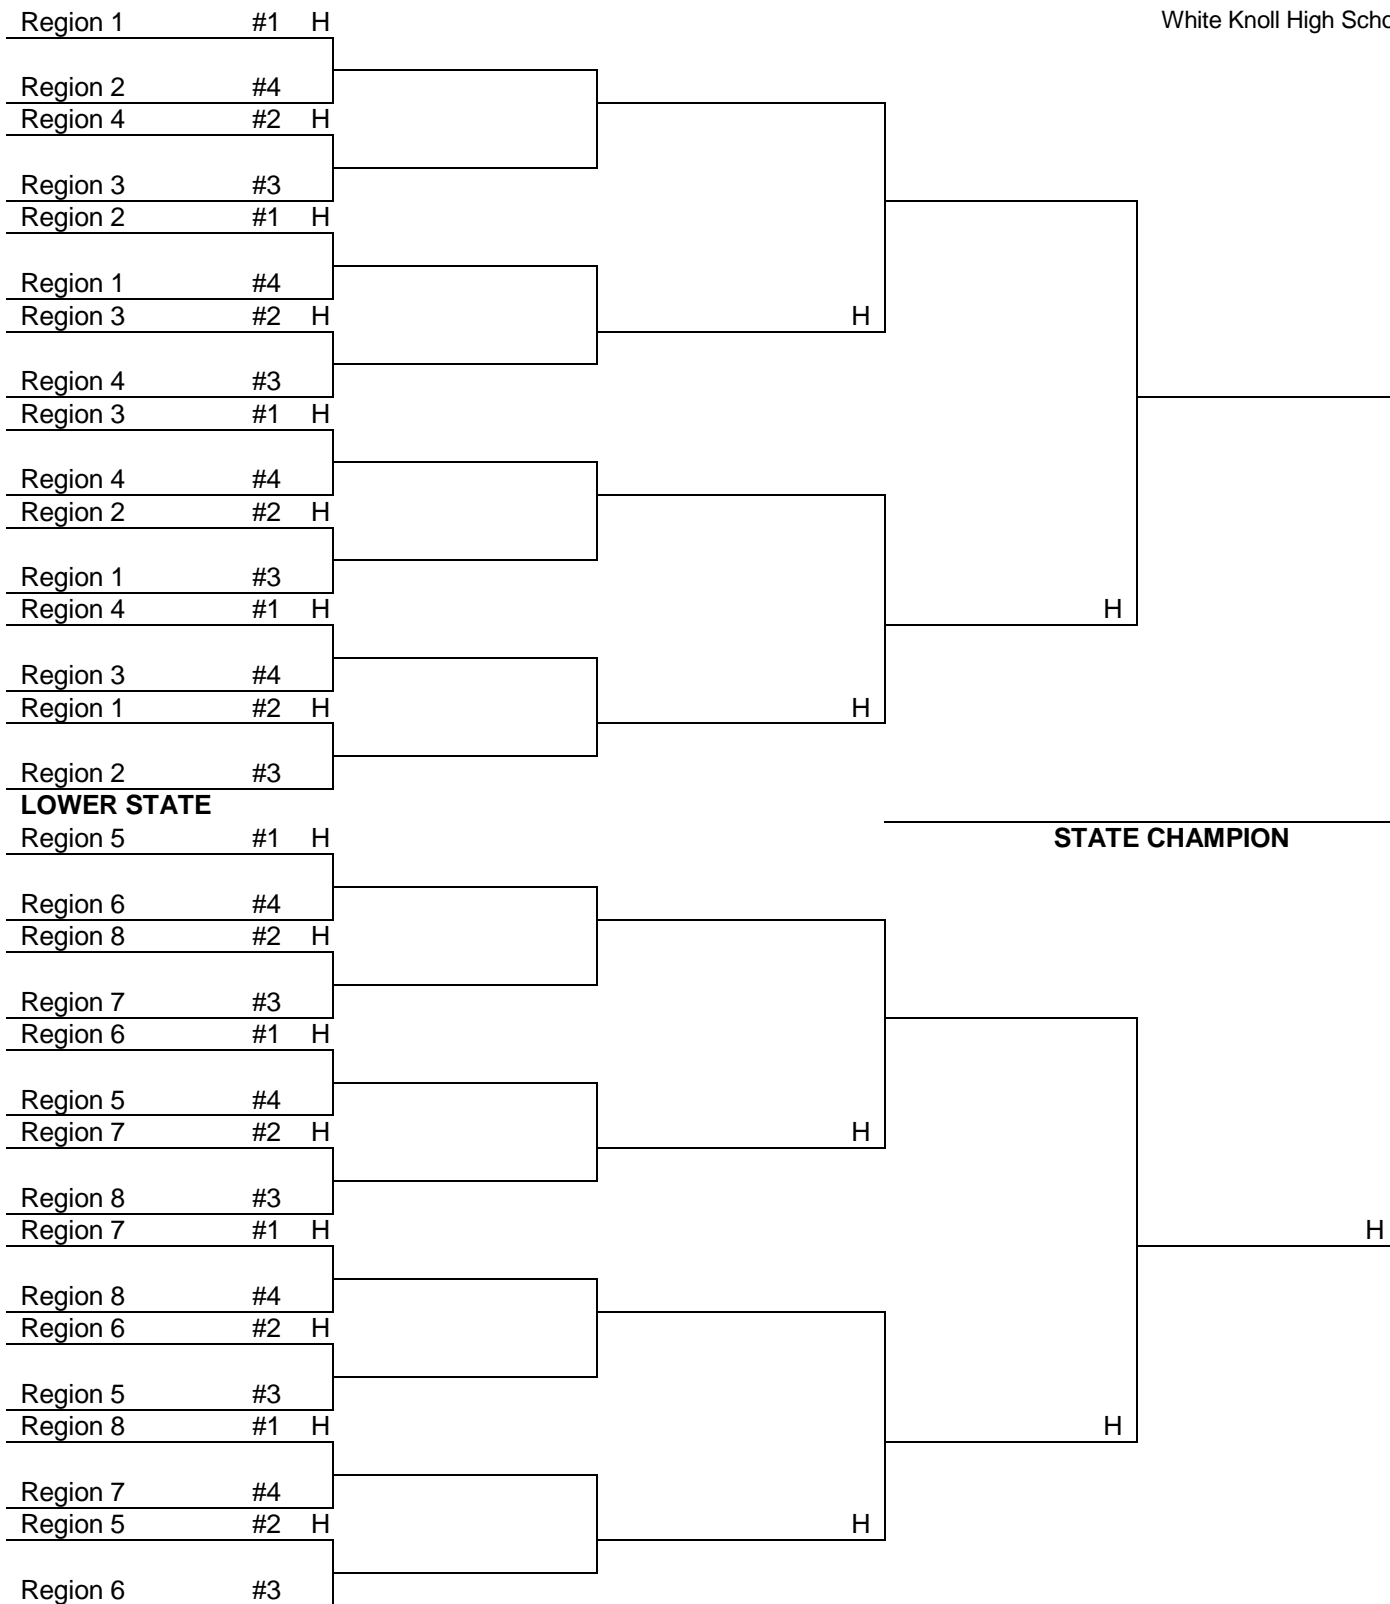 Region 1 #1 H
White Knoll High Scho
Region 2 #4
Region 4 #2 H
Region 3 #3
Region 2 #1 H
Region 1 #4
Region 3 #2 H H
Region 4 #3
Region 3 #1 H
Region 4 #4
Region 2 #2 H
Region 1 #3
Region 4 #1 H H
Region 3 #4
Region 1 #2 H H
Region 2 #3
LOWER STATE
Region 5 #1 H
STATE CHAMPION
Region 6 #4
Region 8 #2 H
Region 7 #3
Region 6 #1 H
Region 5 #4
Region 7 #2 H H
Region 8 #3
Region 7 #1 H H
Region 8 #4
Region 6 #2 H
Region 5 #3
Region 8 #1 H H
Region 7 #4
Region 5 #2 H H
Region 6 #3